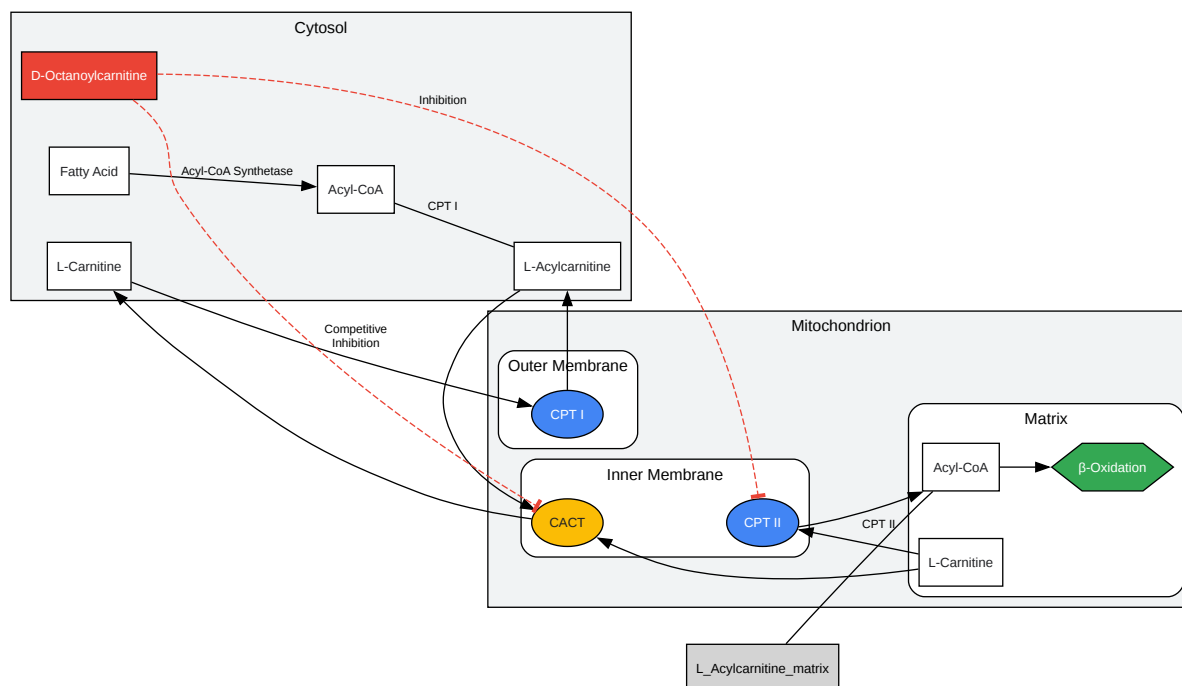 Cytosol
D-Octanoylcarnitine
Inhibition
Fatty Acid
Acyl-CoA Synthetase
Acyl-CoA
CPT I
L-Carnitine
L-Acylcarnitine
Competitive
Inhibition
Mitochondrion
Outer Membrane
CPT I
Matrix
Acyl-CoA
β-Oxidation
Inner Membrane
CACT
CPT II
CPT II
L-Carnitine
L_Acylcarnitine_matrix